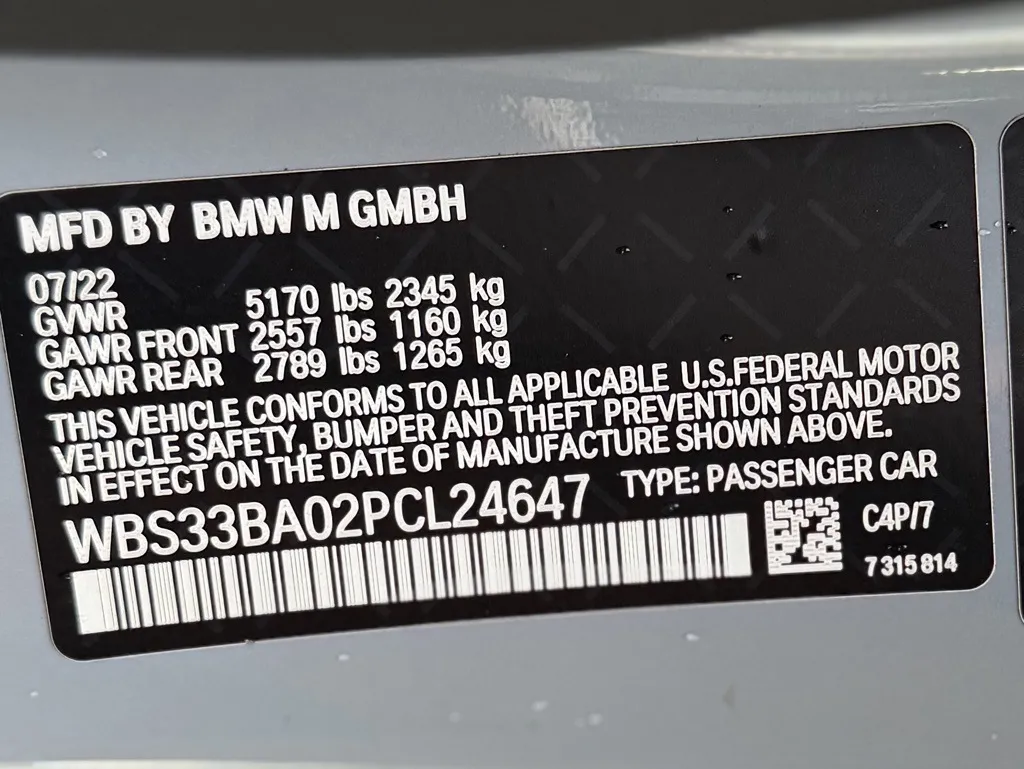 MFD BY BMW M GMBH
07/22
GVWR 5170 lbs 2345 kg
GAWR FRONT 2557 lbs 1160 kg
GAWR REAR 2789 lbs 1265 kg
THIS VEHICLE CONFORMS TO ALL APPLICABLE U.S.FEDERAL MOTOR
VEHICLE SAFETY, BUMPER AND THEFT PREVENTION STANDARDS
IN EFFECT ON THE DATE OF MANUFACTURE SHOWN ABOVE.
WBS33BA02PCL24647 TYPE: PASSENGER CAR
C4P/7
7 315 814